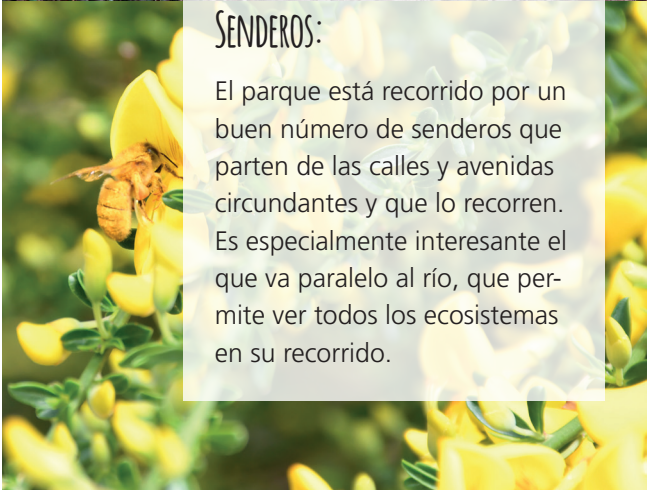 SENDEROS:
El parque está recorrido por un
buen número de senderos que
parten de las calles y avenidas
circundantes y que lo recorren.
Es especialmente interesante el
que va paralelo al río, que per-
mite ver todos los ecosistemas
en su recorrido.